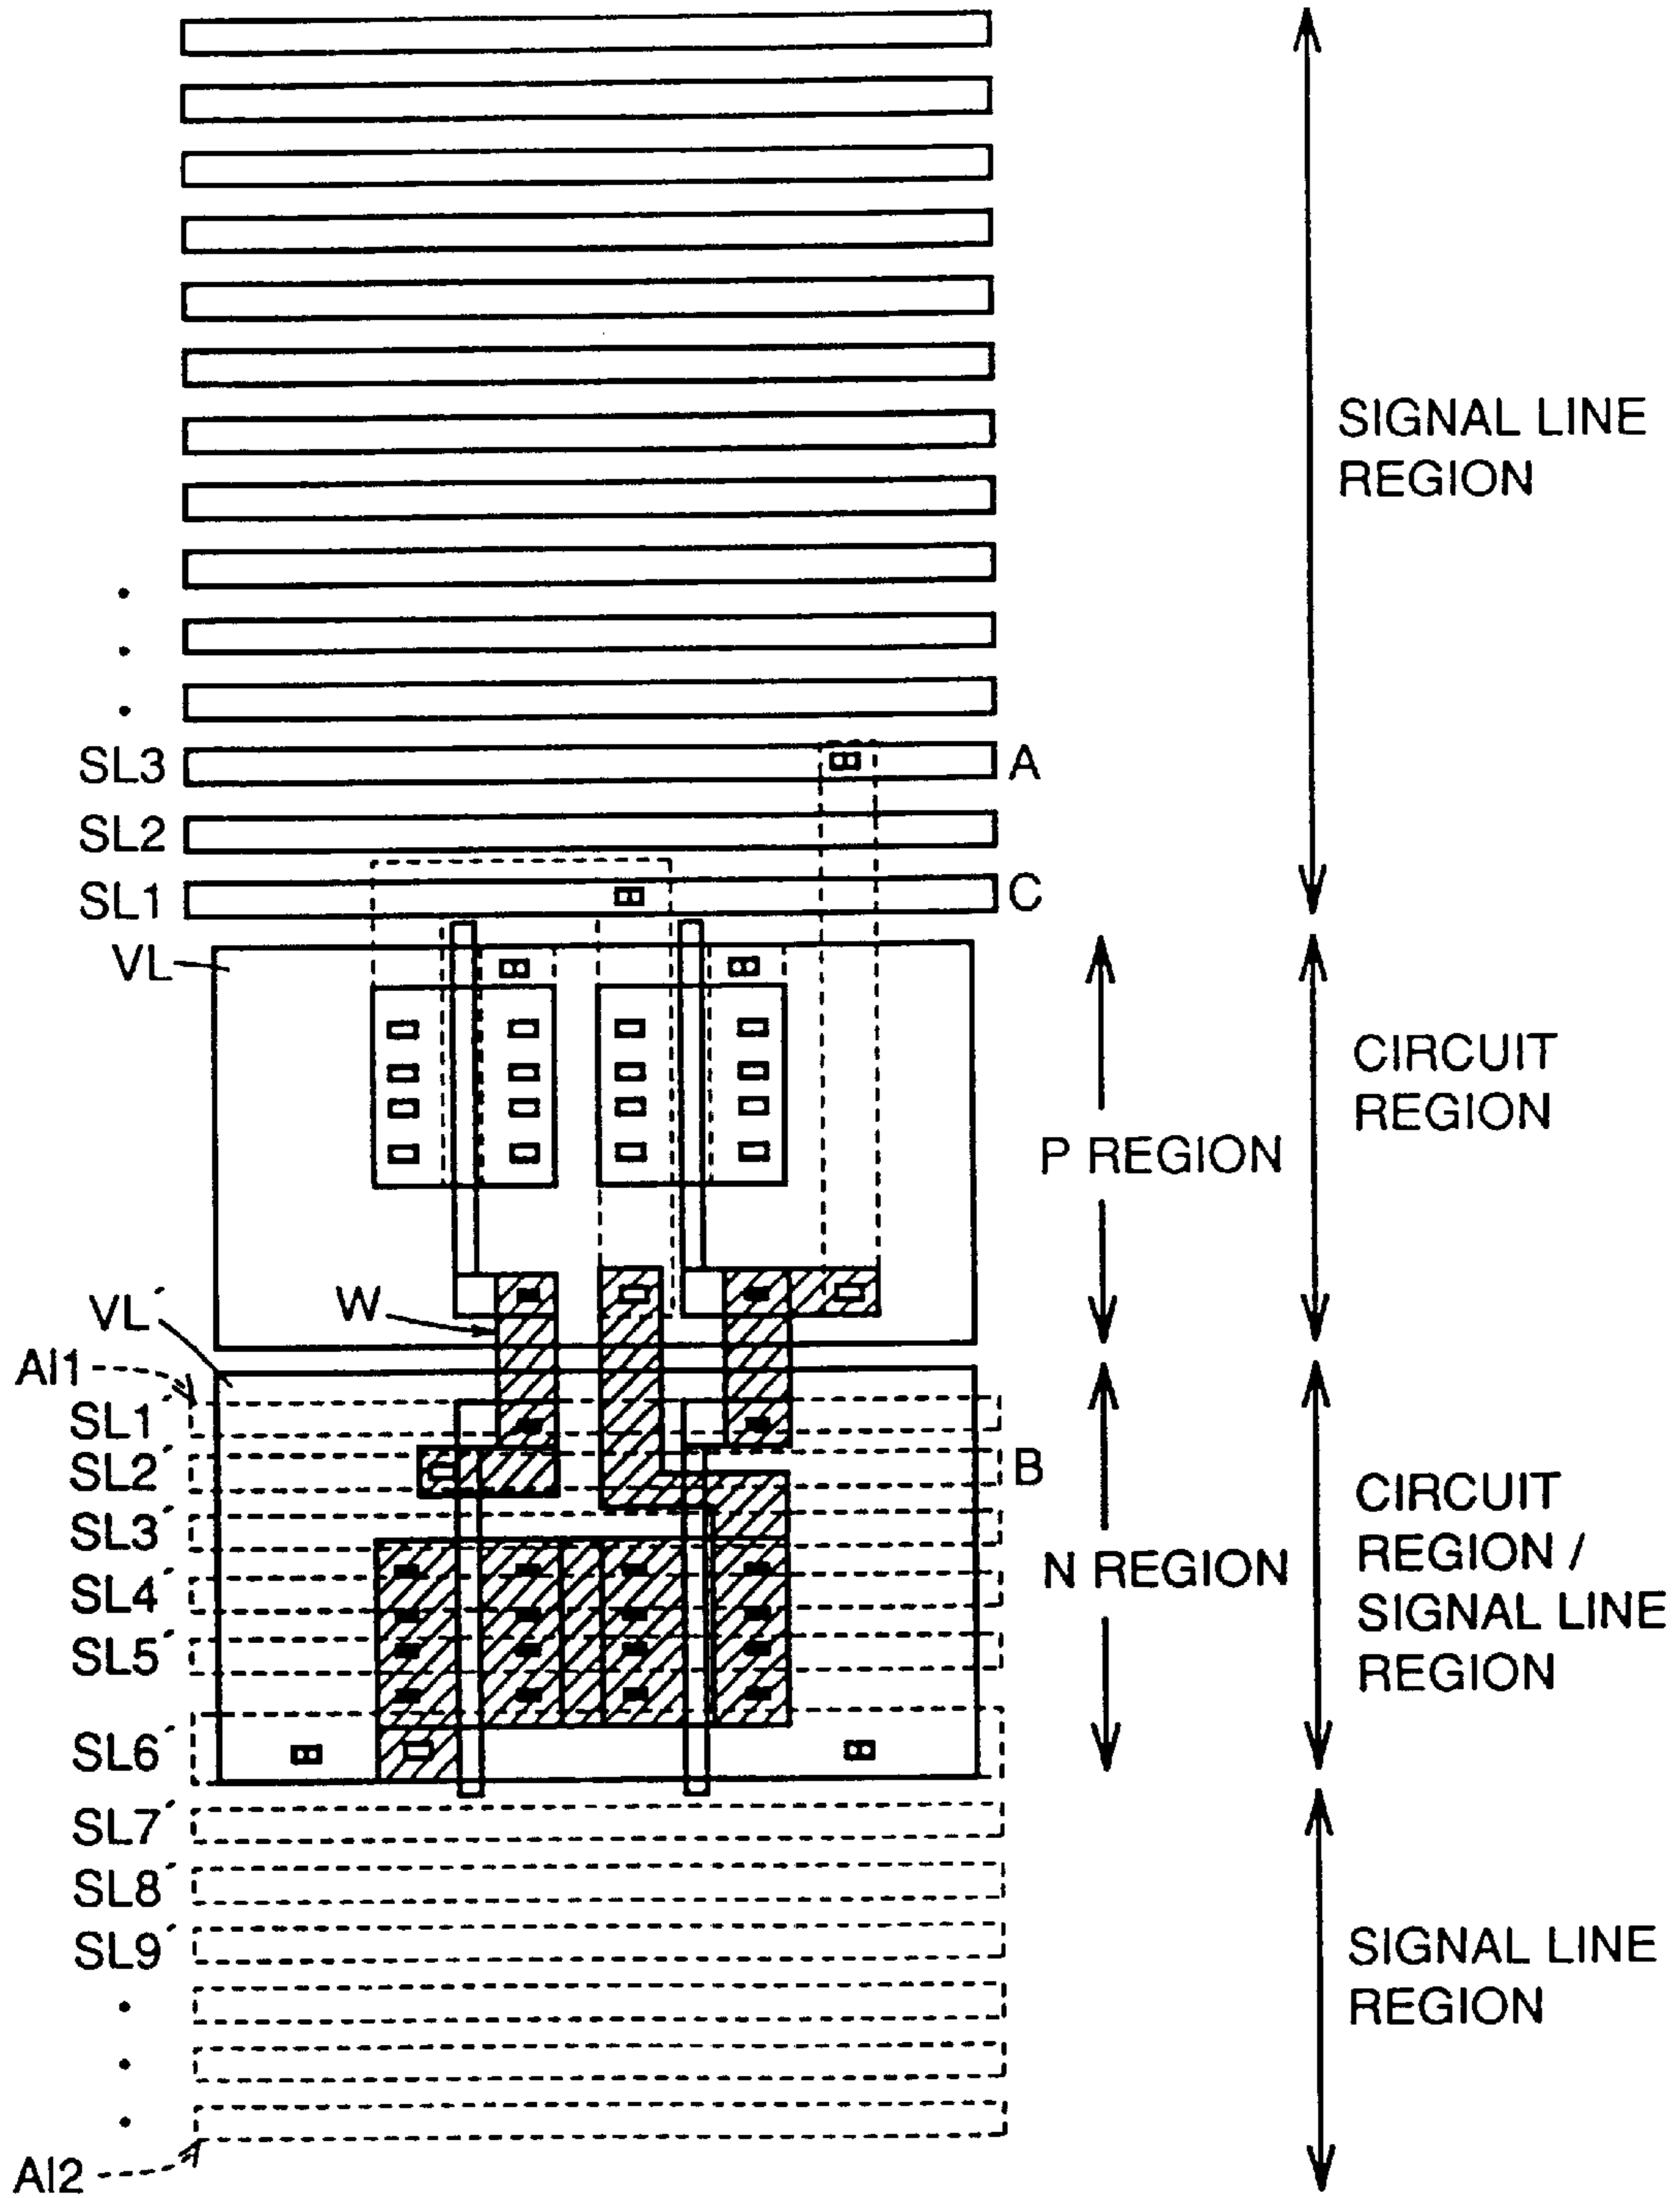 SIGNAL LINE
REGION
SL3 A
SL2
SL1 C
VL
CIRCUIT
REGION
P REGION
W
VL´
Al1
SL1´
SL2´ B
SL3´
CIRCUIT
REGION /
SIGNAL LINE
REGION
N REGION
SL4´
SL5´
SL6´
SL7´
SL8´
SL9´
SIGNAL LINE
REGION
Al2